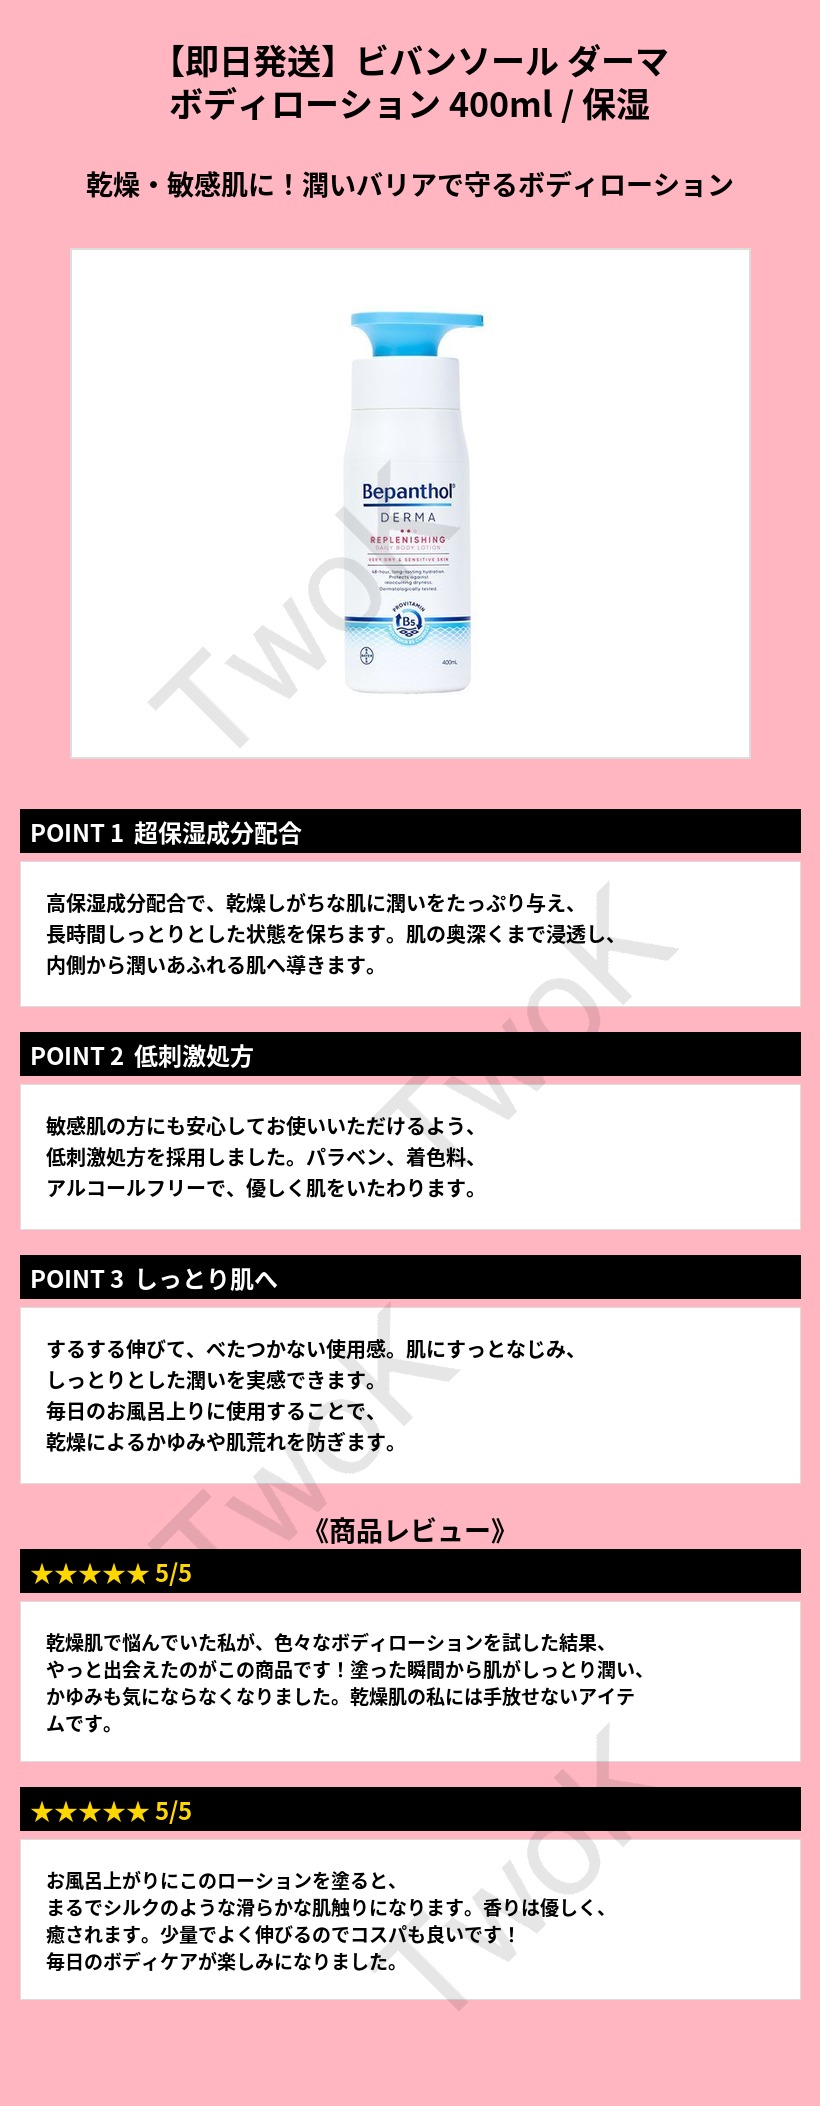 【即日発送】ビバンソール ダーマ
ボディローション 400ml / 保湿
乾燥・敏感肌に！潤いバリアで守るボディローション
Bepanthol®
DERMA
REPLENISHING
DAILY BODY LOTION
VERY DRY & SENSITIVE SKIN
48-hour, long-lasting hydration.
Protects against
reoccurring dryness.
Dermatologically tested.
PROVITAMIN
B5
BAYER
400mL
TwoK
POINT 1 超保湿成分配合
高保湿成分配合で、乾燥しがちな肌に潤いをたっぷり与え、
長時間しっとりとした状態を保ちます。肌の奥深くまで浸透し、
内側から潤いあふれる肌へ導きます。
TwoK
POINT 2 低刺激処方
敏感肌の方にも安心してお使いいただけるよう、
低刺激処方を採用しました。パラベン、着色料、
アルコールフリーで、優しく肌をいたわります。
POINT 3 しっとり肌へ
するする伸びて、べたつかない使用感。肌にすっとなじみ、
しっとりとした潤いを実感できます。
毎日のお風呂上りに使用することで、
乾燥によるかゆみや肌荒れを防ぎます。
TwoK
《商品レビュー》
★★★★★ 5/5
乾燥肌で悩んでいた私が、色々なボディローションを試した結果、
やっと出会えたのがこの商品です！塗った瞬間から肌がしっとり潤い、
かゆみも気にならなくなりました。乾燥肌の私には手放せないアイテ
ムです。
★★★★★ 5/5
お風呂上がりにこのローションを塗ると、
まるでシルクのような滑らかな肌触りになります。香りは優しく、
癒されます。少量でよく伸びるのでコスパも良いです！
毎日のボディケアが楽しみになりました。
TwoK